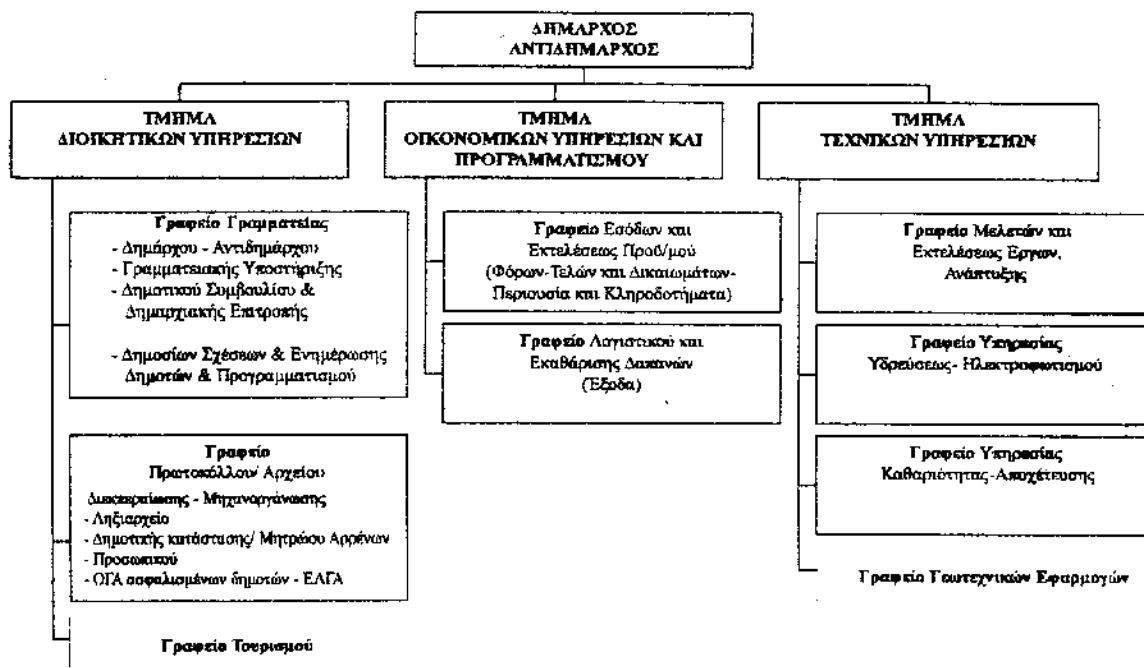 ΔΗΜΑΡΧΟΣ
ΑΝΤΙΔΗΜΑΡΧΟΣ
ΤΜΗΜΑ
ΔΙΟΙΚΗΤΙΚΩΝ ΥΠΗΡΕΣΙΩΝ
ΤΜΗΜΑ
ΟΙΚΟΝΟΜΙΚΩΝ ΥΠΗΡΕΣΙΩΝ ΚΑΙ
ΠΡΟΓΡΑΜΜΑΤΙΣΜΟΥ
ΤΜΗΜΑ
ΤΕΧΝΙΚΩΝ ΥΠΗΡΕΣΙΩΝ
Γραφείο Γραμματείας
- Δημάρχου - Αντιδημάρχου
- Γραμματειακής Υποστήριξης
- Δημοτικού Συμβουλίου &
Δημαρχιακής Επιτροπής
- Δημοσίων Σχέσεων & Ενημέρωσης
Δημοτών & Προγραμματισμού
Γραφείο
Πρωτοκόλλου/ Αρχείου
Διεκπεραίωσης - Μηχανοργάνωσης
- Ληξιαρχείο
- Δημοτικής κατάστασης/ Μητρώου Αρρένων
- Προσωπικού
- ΟΓΑ ασφαλισμένων δημοτών - ΕΛΓΑ
Γραφείο Τουρισμού
Γραφείο Εσόδων και
Εκτελέσεως Προϋ/μού
(Φόρων-Τελών και Δικαιωμάτων-
Περιουσία και Κληροδοτήματα)
Γραφείο Λογιστικού και
Εκαθάρισης Δαπανών
(Έξοδα)
Γραφείο Μελετών και
Εκτελέσεως Έργων,
Ανάπτυξης
Γραφείο Υπηρεσίας
Υδρεύσεως- Ηλεκτροφωτισμού
Γραφείο Υπηρεσίας
Καθαριότητας-Αποχέτευσης
Γραφείο Γεωτεχνικών Εφαρμογών